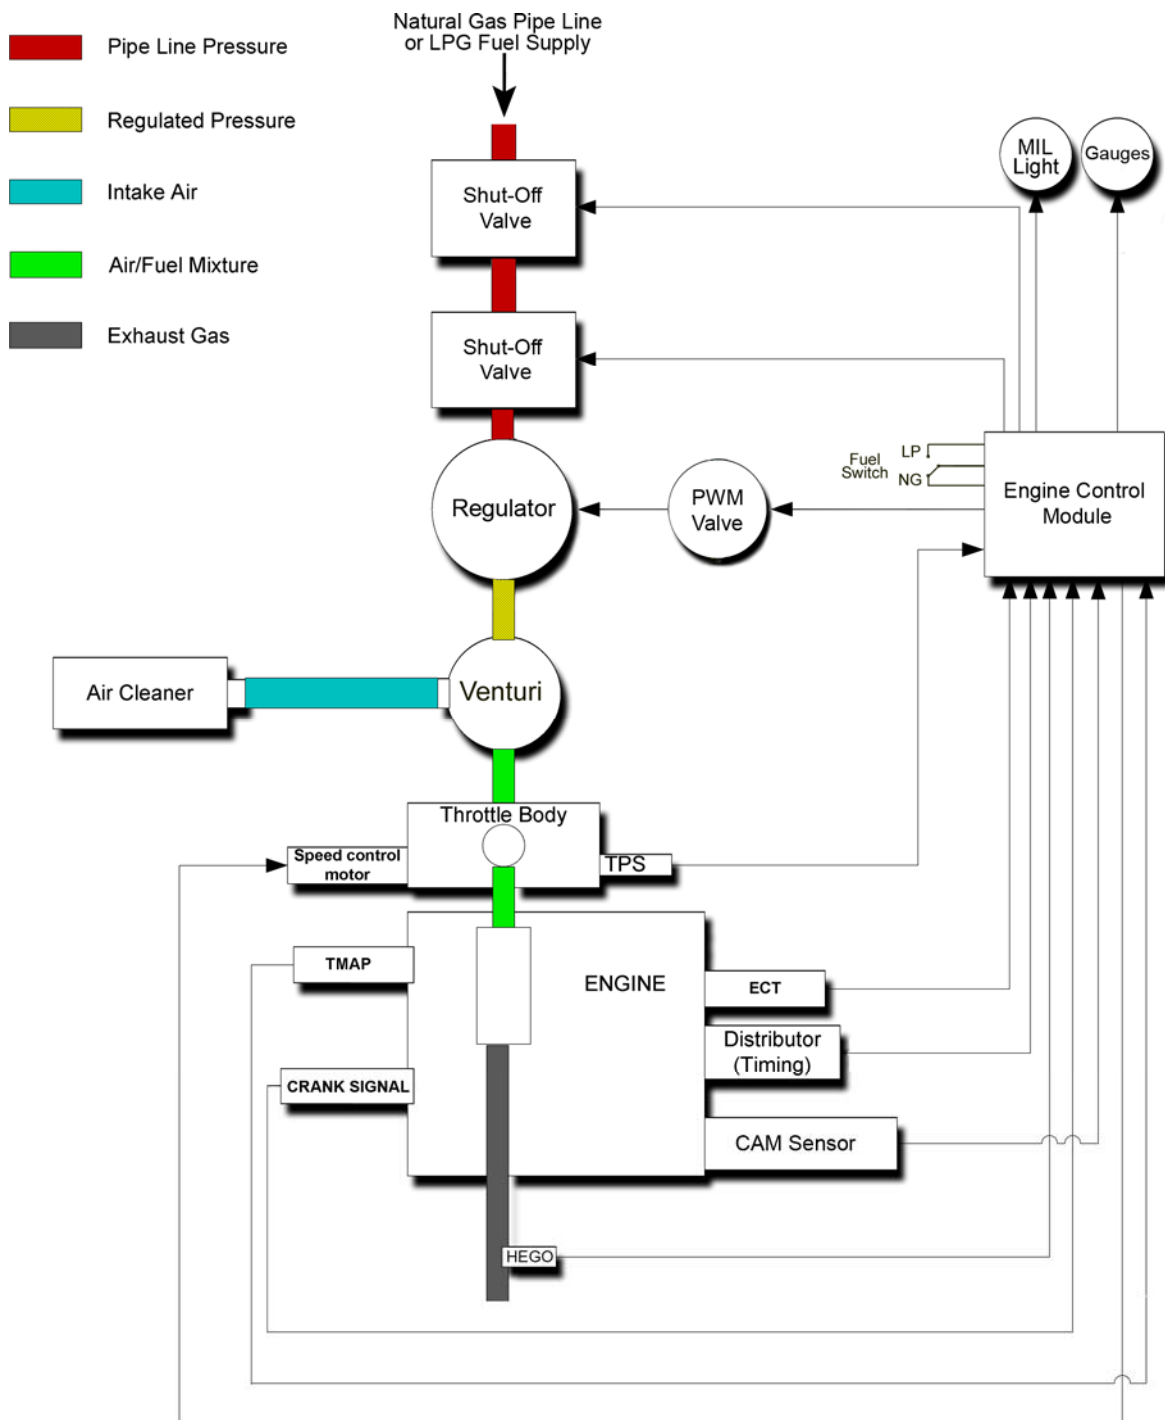 Natural Gas Pipe Line
or LPG Fuel Supply
Pipe Line Pressure
Regulated Pressure
Intake Air
Air/Fuel Mixture
Exhaust Gas
Shut-Off
Valve
MIL
Light
Gauges
Shut-Off
Valve
Regulator
PWM
Valve
Fuel
Switch
LP
NG
Engine Control
Module
Air Cleaner
Venturi
Throttle Body
Speed control
motor
TPS
TMAP
ENGINE
ECT
Distributor
(Timing)
CRANK SIGNAL
CAM Sensor
HEGO